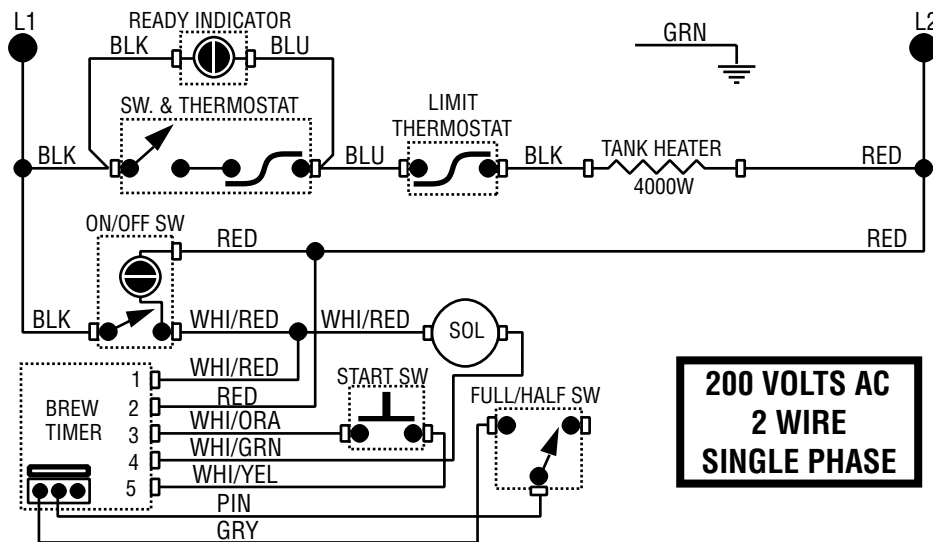 L1
READY INDICATOR
L2
BLK
BLU
GRN
SW. & THERMOSTAT
LIMIT
THERMOSTAT
BLK
BLU
BLK
TANK HEATER
4000W
RED
ON/OFF SW
RED
RED
BLK
WHI/RED
WHI/RED
SOL
BREW
TIMER
1
WHI/RED
2
RED
3
WHI/ORA
4
WHI/GRN
5
WHI/YEL
START SW
FULL/HALF SW
PIN
GRY
200 VOLTS AC
2 WIRE
SINGLE PHASE